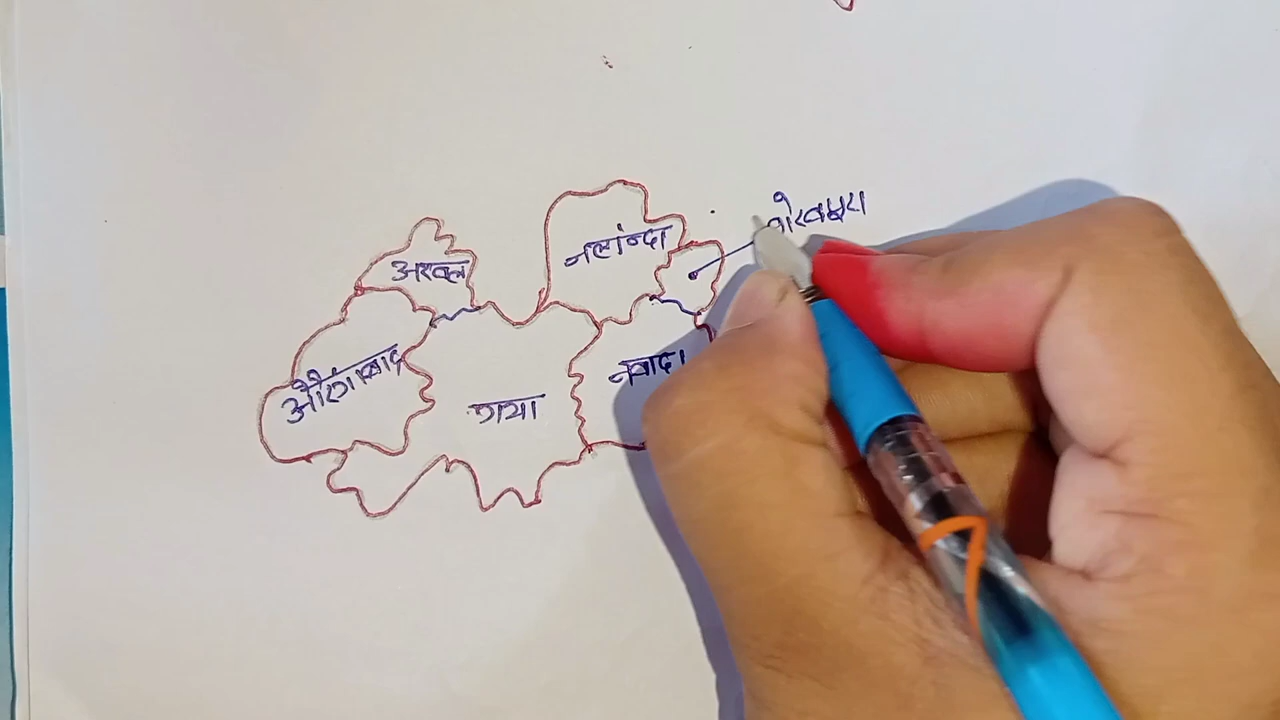 शेखपुरा
नलांन्दा
अरवल
औरंगाबाद
नवादा
गया